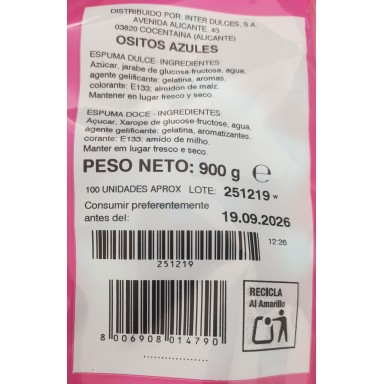 DISTRIBUIDO POR: INTER DULCES, S.A.
AVENIDA ALICANTE, 43
03820 COCENTAINA (ALICANTE)
OSITOS AZULES
ESPUMA DULCE- INGREDIENTES:
Azúcar, jarabe de glucosa-fructosa, agua,
agente gelificante: gelatina, aromas,
colorante: E133; almidón de maíz.
Mantener en lugar fresco y seco.
ESPUMA DOCE - INGREDIENTES:
Açucar, Xarope de glucose-fructose, agua,
agente gelificante: gelatina, aromatizantes,
corante: E133; amido de milho.
Manter em lugar fresco e seco.
PESO NETO: 900 g e
100 UNIDADES APROX LOTE: 251219 w
Consumir preferentemente
antes del: 19.09.2026
12:26
251219
RECICLA
Al Amarillo
8 006908 014790